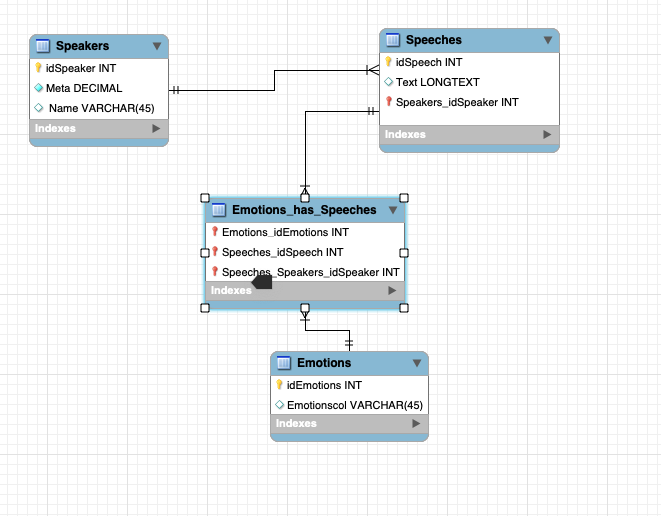 Speakers
idSpeaker INT
Meta DECIMAL
Name VARCHAR(45)
Indexes
Speeches
idSpeech INT
Text LONGTEXT
Speakers_idSpeaker INT
Indexes
Emotions_has_Speeches
Emotions_idEmotions INT
Speeches_idSpeech INT
Speeches_Speakers_idSpeaker INT
Indexes
Emotions
idEmotions INT
Emotionscol VARCHAR(45)
Indexes